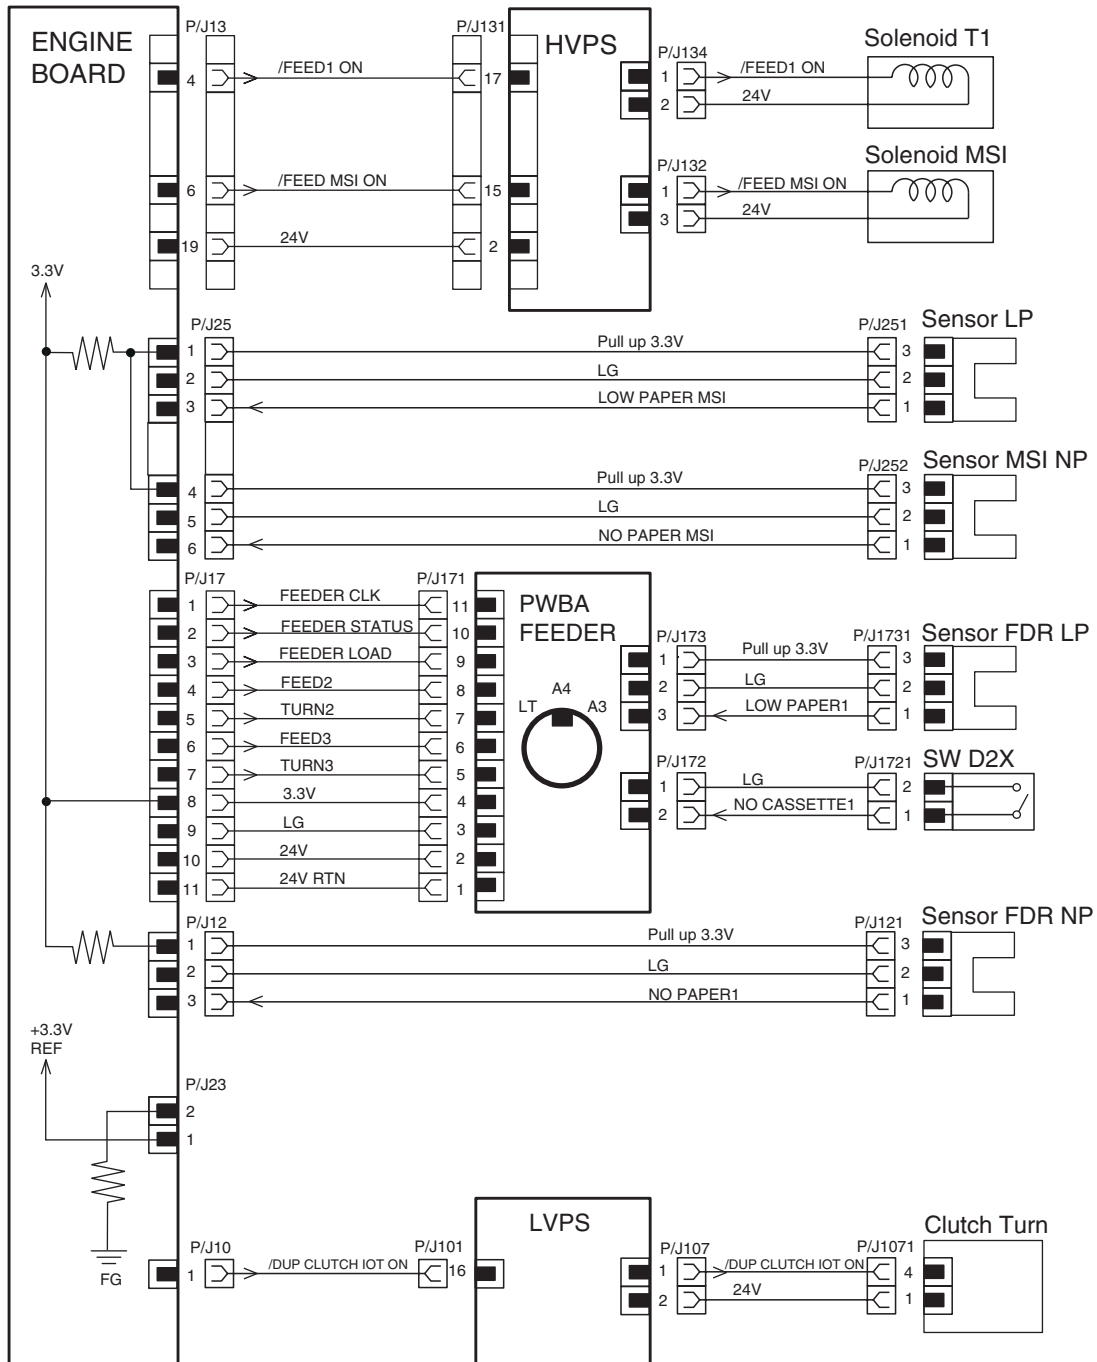 ENGINE
BOARD
P/J13
P/J131
HVPS
P/J134
Solenoid T1
4
/FEED1 ON
17
1
/FEED1 ON
2
24V
Solenoid MSI
P/J132
6
/FEED MSI ON
15
1
/FEED MSI ON
3
24V
19
24V
2
3.3V
P/J25
P/J251
Sensor LP
1
Pull up 3.3V
3
2
LG
2
3
LOW PAPER MSI
1
P/J252
Sensor MSI NP
4
Pull up 3.3V
3
5
LG
2
6
NO PAPER MSI
1
P/J17
P/J171
PWBA
FEEDER
1
FEEDER CLK
11
2
FEEDER STATUS
10
3
FEEDER LOAD
9
4
FEED2
8
5
TURN2
7
6
FEED3
6
7
TURN3
5
8
3.3V
4
9
LG
3
10
24V
2
11
24V RTN
1
LT
A4
A3
P/J173
P/J1731
Sensor FDR LP
1
Pull up 3.3V
3
2
LG
2
3
LOW PAPER1
1
P/J172
P/J1721
SW D2X
1
LG
2
2
NO CASSETTE1
1
P/J12
P/J121
Sensor FDR NP
1
Pull up 3.3V
3
2
LG
2
3
NO PAPER1
1
+3.3V
REF
P/J23
2
1
FG
LVPS
Clutch Turn
P/J10
P/J101
P/J107
P/J1071
1
/DUP CLUTCH IOT ON
16
1
/DUP CLUTCH IOT ON
4
2
24V
1